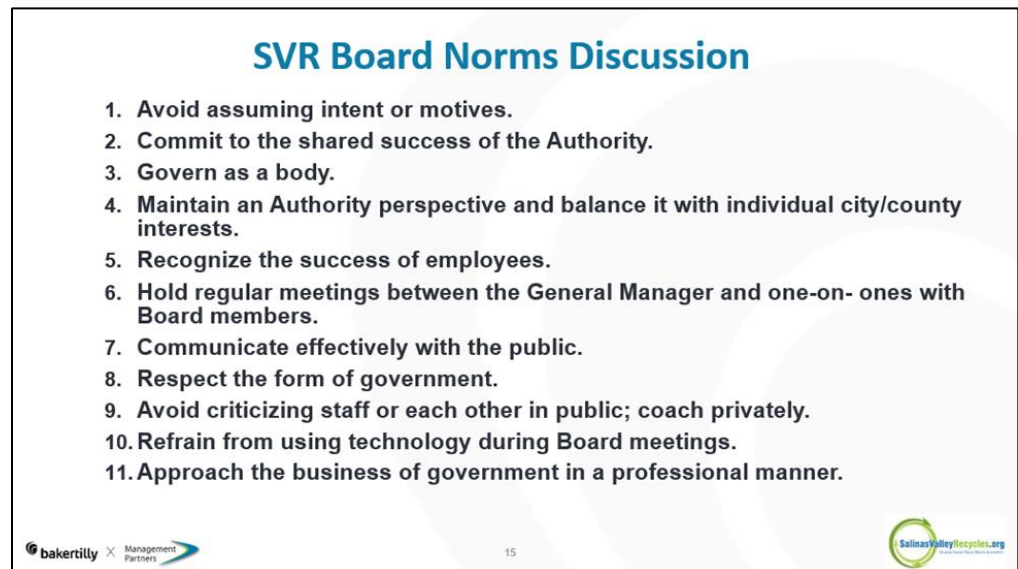 SVR Board Norms Discussion
1. Avoid assuming intent or motives.
2. Commit to the shared success of the Authority.
3. Govern as a body.
4. Maintain an Authority perspective and balance it with individual city/county
interests.
5. Recognize the success of employees.
6. Hold regular meetings between the General Manager and one-on- ones with
Board members.
7. Communicate effectively with the public.
8. Respect the form of government.
9. Avoid criticizing staff or each other in public; coach privately.
10. Refrain from using technology during Board meetings.
11. Approach the business of government in a professional manner.
bakertilly X Management
Partners
15
SalinasValleyRecycles.org